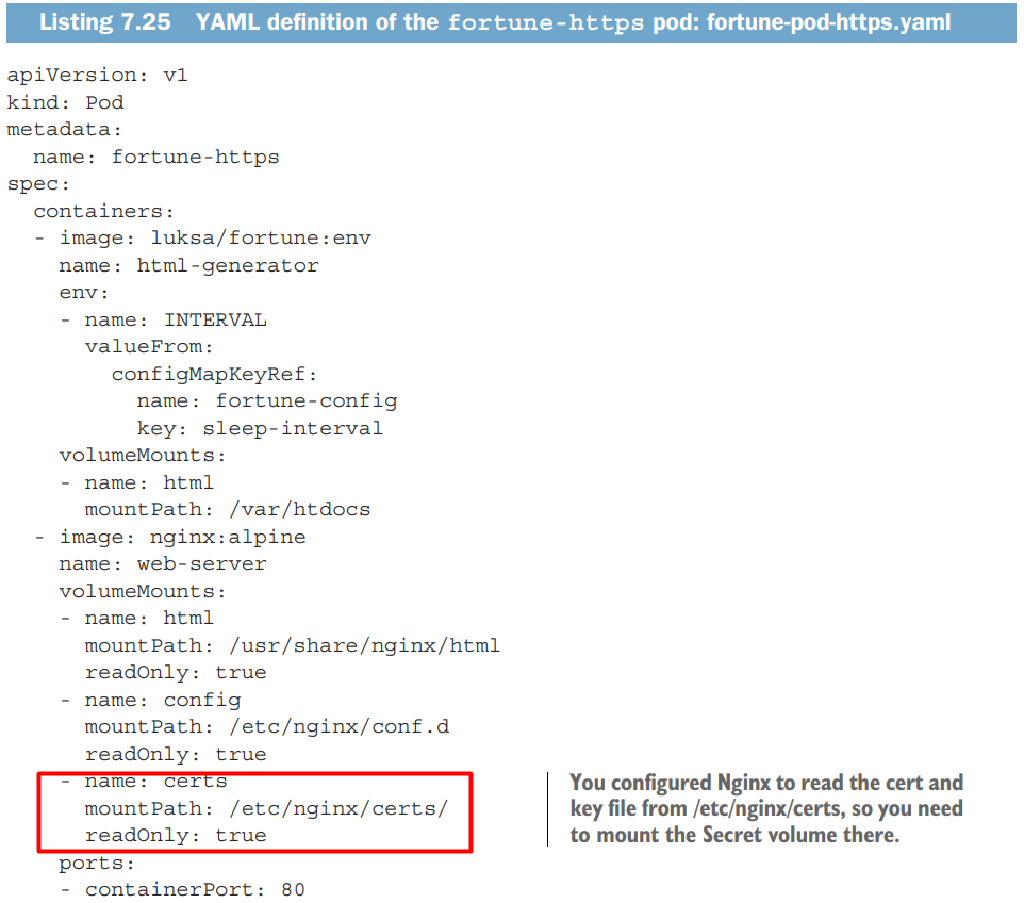 Listing 7.25 YAML definition of the fortune-https pod: fortune-pod-https.yaml
apiVersion: v1
kind: Pod
metadata:
  name: fortune-https
spec:
  containers:
  - image: luksa/fortune:env
    name: html-generator
    env:
    - name: INTERVAL
      valueFrom:
        configMapKeyRef:
          name: fortune-config
          key: sleep-interval
    volumeMounts:
    - name: html
      mountPath: /var/htdocs
  - image: nginx:alpine
    name: web-server
    volumeMounts:
    - name: html
      mountPath: /usr/share/nginx/html
      readOnly: true
    - name: config
      mountPath: /etc/nginx/conf.d
      readOnly: true
    - name: certs
      mountPath: /etc/nginx/certs/
      readOnly: true
You configured Nginx to read the cert and
key file from /etc/nginx/certs, so you need
to mount the Secret volume there.
    ports:
    - containerPort: 80